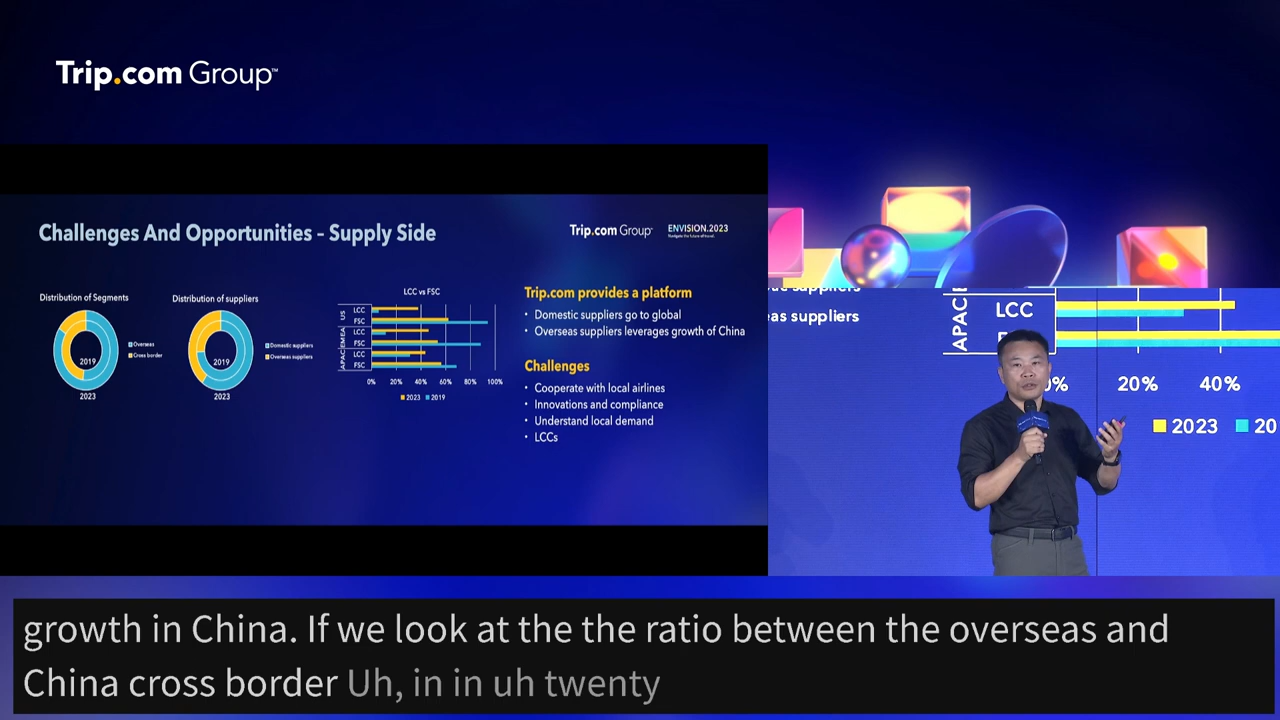 Trip.com Group™
Challenges And Opportunities – Supply Side
Trip.com Group™
ENVISION.2023
Distribution of Segments
2019
2023
Overseas
Cross border
Distribution of suppliers
2019
2023
Domestic suppliers
Overseas suppliers
LCC vs FSC
US
LCC
FSC
EMEA
LCC
FSC
APAC
LCC
FSC
0% 20% 40% 60% 80% 100%
2023 2019
Trip.com provides a platform
• Domestic suppliers go to global
• Overseas suppliers leverages growth of China
Challenges
• Cooperate with local airlines
• Innovations and compliance
• Understand local demand
• LCCs
suppliers
eas suppliers
APAC
LCC
0% 20% 40%
2023 20
growth in China. If we look at the the ratio between the overseas and
China cross border Uh, in in uh twenty